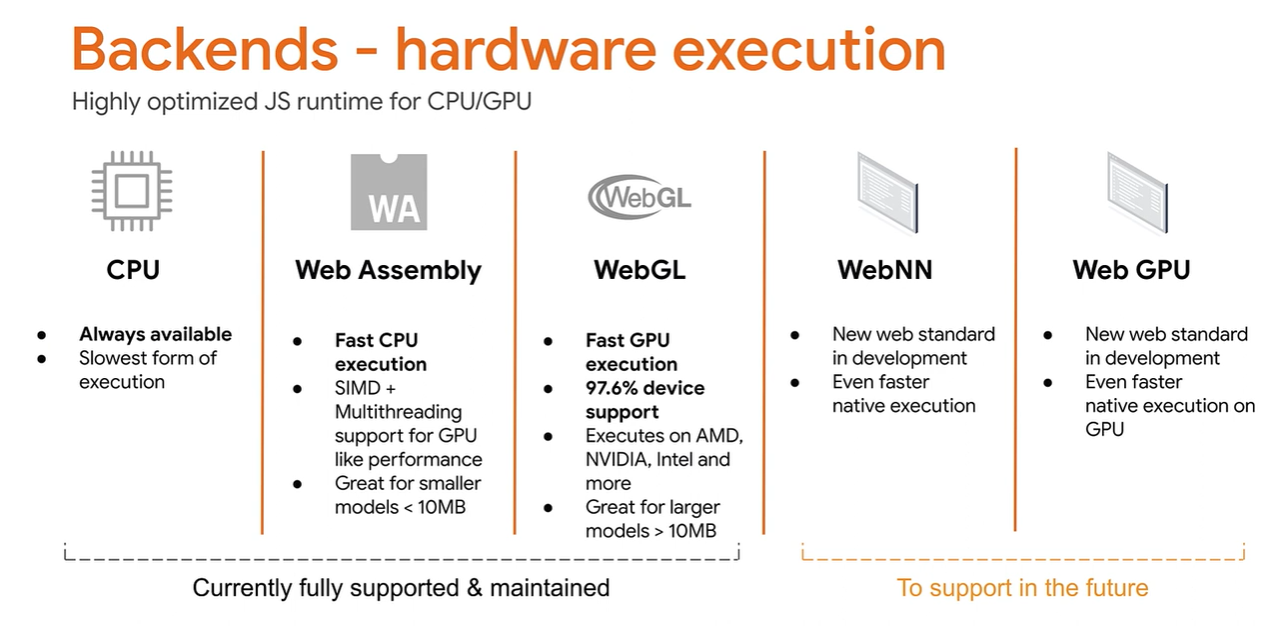 Backends - hardware execution
Highly optimized JS runtime for CPU/GPU
CPU
● Always available
● Slowest form of
execution
WA
Web Assembly
● Fast CPU
execution
● SIMD +
Multithreading
support for GPU
like performance
● Great for smaller
models < 10MB
WebGL
WebGL
● Fast GPU
execution
● 97.6% device
support
● Executes on AMD,
NVIDIA, Intel and
more
● Great for larger
models > 10MB
WebNN
● New web standard
in development
● Even faster
native execution
Web GPU
● New web standard
in development
● Even faster
native execution on
GPU
Currently fully supported & maintained
To support in the future